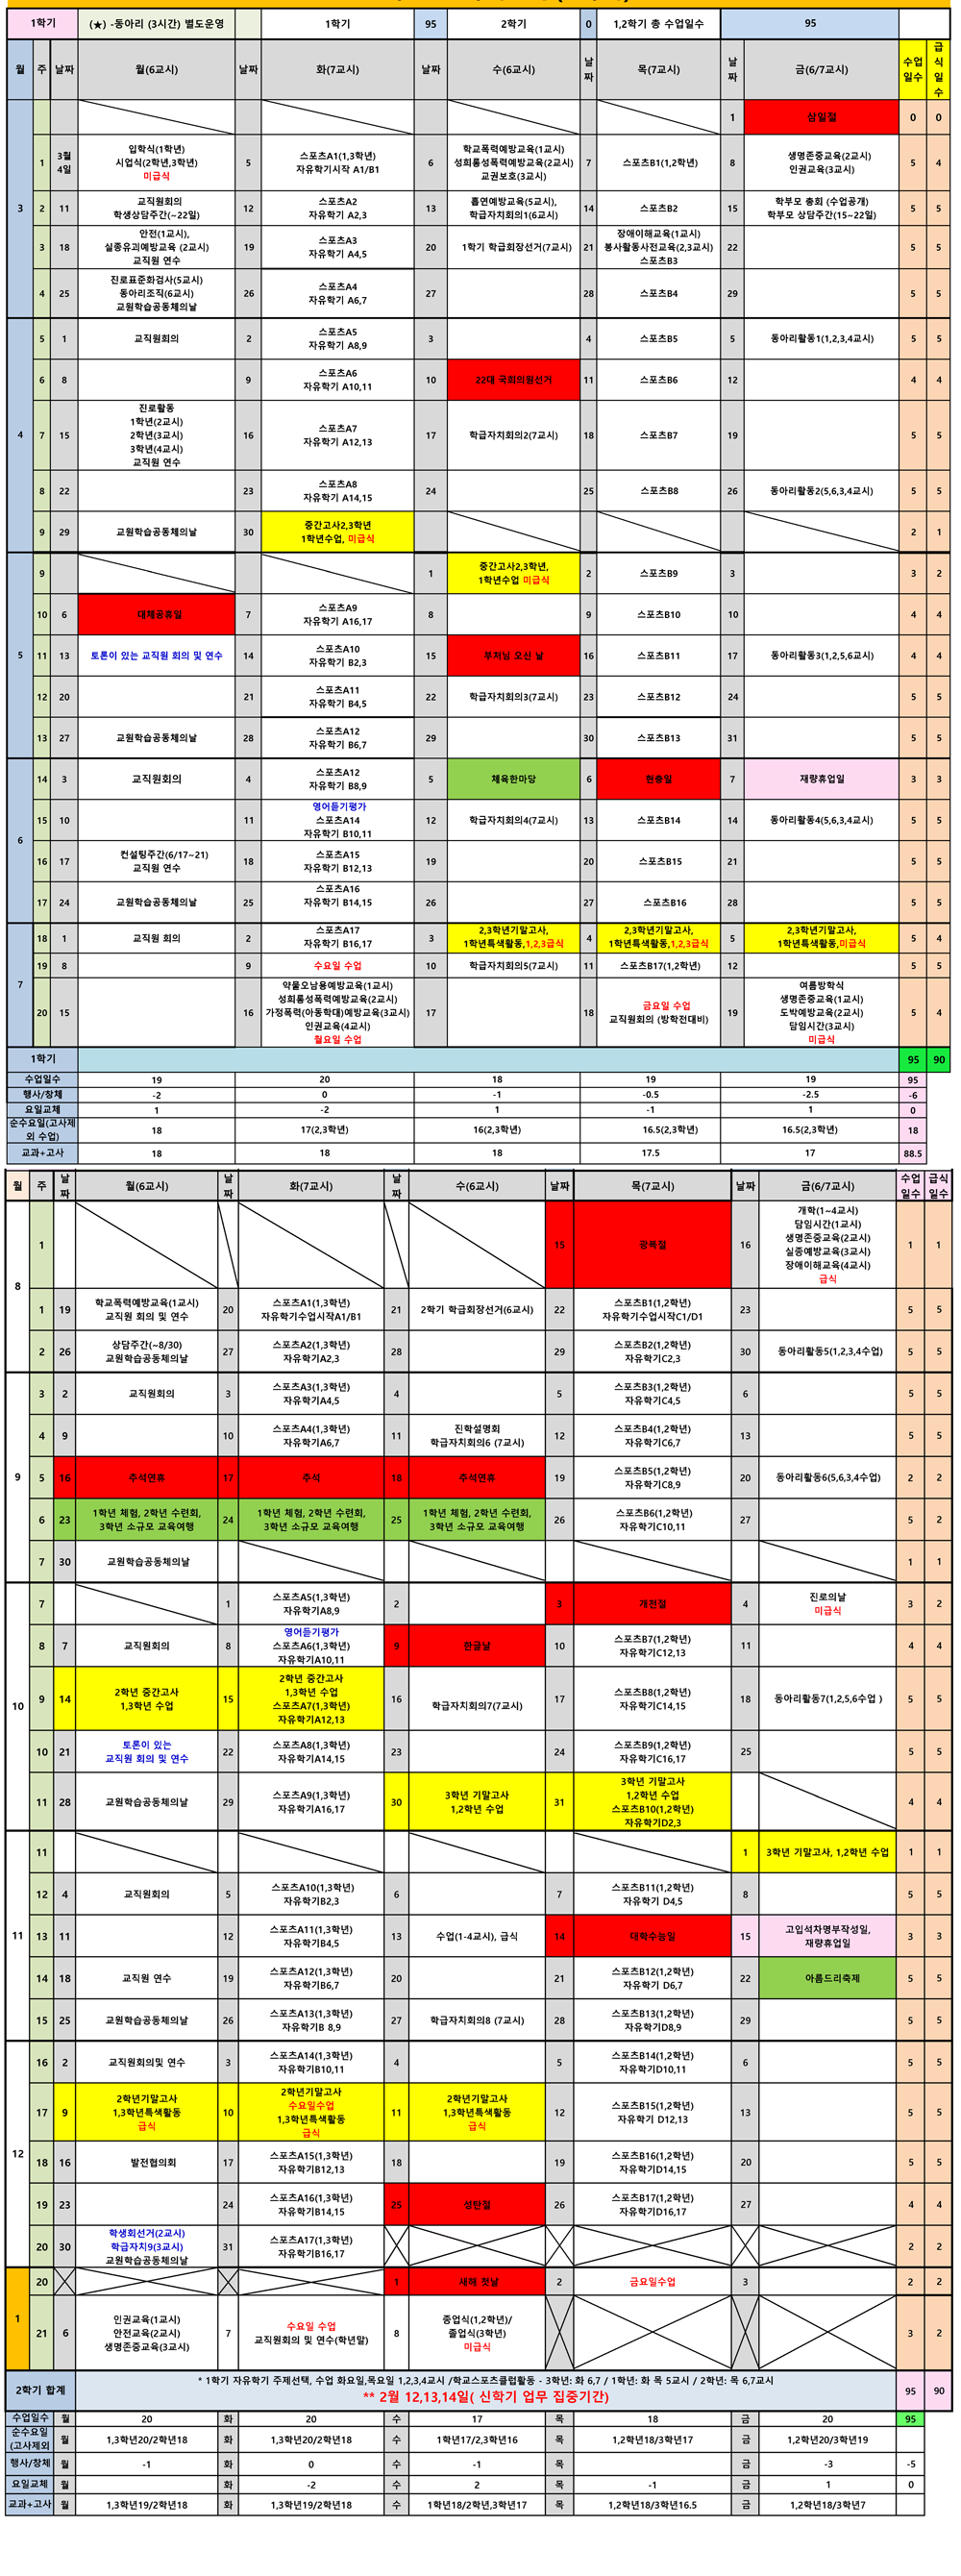 1학기 (★) -동아리 (3시간) 별도운영 1학기 95 2학기 0 1,2학기 총 수업일수 95
월 주 날짜 월(6교시) 날짜 화(7교시) 날짜 수(6교시) 날짜 목(7교시) 날짜 금(6/7교시) 수업일수 급식일수
3
1 삼일절 0 0
1 3월 4일 입학식(1학년)
시업식(2학년,3학년)
미급식
5 스포츠A1(1,3학년)
자유학기시작 A1/B1
6 학교폭력예방교육(1교시)
성희롱성폭력예방교육(2교시)
교권보호(3교시)
7 스포츠B1(1,2학년)
8 생명존중교육(2교시)
인권교육(3교시)
5 4
2 11 교직원회의
학생상담주간(~22일)
12 스포츠A2
자유학기 A2,3
13 흡연예방교육(5교시),
학급자치회의1(6교시)
14 스포츠B2
15 학부모 총회 (수업공개)
학부모 상담주간(15~22일)
5 5
3 18 안전(1교시),
실종유괴예방교육 (2교시)
교직원 연수
19 스포츠A3
자유학기 A4,5
20 1학기 학급회장선거(7교시)
21 장애이해교육(1교시)
봉사활동사전교육(2,3교시)
스포츠B3
22
5 5
4 25 진로표준화검사(5교시)
동아리조직(6교시)
교원학습공동체의날
26 스포츠A4
자유학기 A6,7
27
28 스포츠B4
29
5 5
4
5 1 교직원회의
2 스포츠A5
자유학기 A8,9
3
4 스포츠B5
5 동아리활동1(1,2,3,4교시)
5 5
6 8
9 스포츠A6
자유학기 A10,11
10 22대 국회의원선거
11 스포츠B6
12
4 4
7 15 진로활동
1학년(2교시)
2학년(3교시)
3학년(4교시)
교직원 연수
16 스포츠A7
자유학기 A12,13
17 학급자치회의2(7교시)
18 스포츠B7
19
5 5
8 22
23 스포츠A8
자유학기 A14,15
24
25 스포츠B8
26 동아리활동2(5,6,3,4교시)
5 5
9 29 교원학습공동체의날
30 중간고사2,3학년
1학년수업, 미급식
2 1
5
9
1 중간고사2,3학년,
1학년수업 미급식
2 스포츠B9
3
3 2
10 6 대체공휴일
7 스포츠A9
자유학기 A16,17
8
9 스포츠B10
10
4 4
11 13 토론이 있는 교직원 회의 및 연수
14 스포츠A10
자유학기 B2,3
15 부처님 오신 날
16 스포츠B11
17 동아리활동3(1,2,5,6교시)
4 4
12 20
21 스포츠A11
자유학기 B4,5
22 학급자치회의3(7교시)
23 스포츠B12
24
5 5
13 27 교원학습공동체의날
28 스포츠A12
자유학기 B6,7
29
30 스포츠B13
31
5 5
6
14 3 교직원회의
4 스포츠A12
자유학기 B8,9
5 체육한마당
6 현충일
7 재량휴업일
3 3
15 10
11 영어듣기평가
스포츠A14
자유학기 B10,11
12 학급자치회의4(7교시)
13 스포츠B14
14 동아리활동4(5,6,3,4교시)
5 5
16 17 컨설팅주간(6/17~21)
교직원 연수
18 스포츠A15
자유학기 B12,13
19
20 스포츠B15
21
5 5
17 24 교원학습공동체의날
25 스포츠A16
자유학기 B14,15
26
27 스포츠B16
28
5 5
7
18 1 교직원 회의
2 스포츠A17
자유학기 B16,17
3 2,3학년기말고사,
1학년특색활동,1,2,3급식
4 2,3학년기말고사,
1학년특색활동,1,2,3급식
5 2,3학년기말고사,
1학년특색활동,미급식
5 4
19 8
9 수요일 수업
10 학급자치회의5(7교시)
11 스포츠B17(1,2학년)
12
5 5
20 15
16 약물오남용예방교육(1교시)
성희롱성폭력예방교육(2교시)
가정폭력(아동학대)예방교육(3교시)
인권교육(4교시)
월요일 수업
17
18 금요일 수업
교직원회의 (방학전대비)
19 여름방학식
생명존중교육(1교시)
도박예방교육(2교시)
담임시간(3교시)
미급식
5 4
1학기 95 90
수업일수 19 20 18 19 19 95
행사/창체 -2 0 -1 -0.5 -2.5 -6
요일교체 1 -2 1 -1 1 0
순수요일(고사제외 수업) 18 17(2,3학년) 16(2,3학년) 16.5(2,3학년) 16.5(2,3학년) 18
교과+고사 18 18 18 17.5 17 88.5
월 주 날짜 월(6교시) 날짜 화(7교시) 날짜 수(6교시) 날짜 목(7교시) 날짜 금(6/7교시) 수업일수 급식일수
8
1
15 광복절
16 개학(1~4교시)
담임시간(1교시)
생명존중교육(2교시)
실종예방교육(3교시)
장애이해교육(4교시)
급식
1 1
1 19 학교폭력예방교육(1교시)
교직원 회의 및 연수
20 스포츠A1(1,3학년)
자유학기수업시작A1/B1
21 2학기 학급회장선거(6교시)
22 스포츠B1(1,2학년)
자유학기수업시작C1/D1
23
5 5
2 26 상담주간(~8/30)
교원학습공동체의날
27 스포츠A2(1,3학년)
자유학기A2,3
28
29 스포츠B2(1,2학년)
자유학기C2,3
30 동아리활동5(1,2,3,4수업)
5 5
9
3 2 교직원회의
3 스포츠A3(1,3학년)
자유학기A4,5
4
5 스포츠B3(1,2학년)
자유학기C4,5
6
5 5
4 9
10 스포츠A4(1,3학년)
자유학기A6,7
11 진학설명회
학급자치회의6 (7교시)
12 스포츠B4(1,2학년)
자유학기C6,7
13
5 5
5 16 추석연휴
17 추석
18 추석연휴
19 스포츠B5(1,2학년)
자유학기C8,9
20 동아리활동6(5,6,3,4수업)
2 2
6 23 1학년 체험, 2학년 수련회,
3학년 소규모 교육여행
24 1학년 체험, 2학년 수련회,
3학년 소규모 교육여행
25 1학년 체험, 2학년 수련회,
3학년 소규모 교육여행
26 스포츠B6(1,2학년)
자유학기C10,11
27
5 2
7 30 교원학습공동체의날
1 1
10
7
1 스포츠A5(1,3학년)
자유학기A8,9
2
3 개천절
4 진로의날
미급식
3 2
8 7 교직원회의
8 영어듣기평가
스포츠A6(1,3학년)
자유학기A10,11
9 한글날
10 스포츠B7(1,2학년)
자유학기C12,13
11
4 4
9 14 2학년 중간고사
1,3학년 수업
15 2학년 중간고사
1,3학년 수업
스포츠A7(1,3학년)
자유학기A12,13
16 학급자치회의7(7교시)
17 스포츠B8(1,2학년)
자유학기C14,15
18 동아리활동7(1,2,5,6수업 )
5 5
10 21 토론이 있는
교직원 회의 및 연수
22 스포츠A8(1,3학년)
자유학기A14,15
23
24 스포츠B9(1,2학년)
자유학기C16,17
25
5 5
11 28 교원학습공동체의날
29 스포츠A9(1,3학년)
자유학기A16,17
30 3학년 기말고사
1,2학년 수업
31 3학년 기말고사
1,2학년 수업
스포츠B10(1,2학년)
자유학기D2,3
4 4
11
11
1 3학년 기말고사, 1,2학년 수업
1 1
12 4 교직원회의
5 스포츠A10(1,3학년)
자유학기B2,3
6
7 스포츠B11(1,2학년)
자유학기 D4,5
8
5 5
13 11
12 스포츠A11(1,3학년)
자유학기B4,5
13 수업(1-4교시), 급식
14 대학수능일
15 고입석차명부작성일,
재량휴업일
3 3
14 18 교직원 연수
19 스포츠A12(1,3학년)
자유학기B6,7
20
21 스포츠B12(1,2학년)
자유학기 D6,7
22 아름드리축제
5 5
15 25 교원학습공동체의날
26 스포츠A13(1,3학년)
자유학기B 8,9
27 학급자치회의8 (7교시)
28 스포츠B13(1,2학년)
자유학기D8,9
29
5 5
12
16 2 교직원회의및 연수
3 스포츠A14(1,3학년)
자유학기B10,11
4
5 스포츠B14(1,2학년)
자유학기D10,11
6
5 5
17 9 2학년기말고사
1,3학년특색활동
급식
10 2학년기말고사
수요일수업
1,3학년특색활동
급식
11 2학년기말고사
1,3학년특색활동
급식
12 스포츠B15(1,2학년)
자유학기 D12,13
13
5 5
18 16 발전협의회
17 스포츠A15(1,3학년)
자유학기B12,13
18
19 스포츠B16(1,2학년)
자유학기D14,15
20
5 5
19 23
24 스포츠A16(1,3학년)
자유학기B14,15
25 성탄절
26 스포츠B17(1,2학년)
자유학기D16,17
27
4 4
20 30 학생회선거(2교시)
학급자치9(3교시)
교원학습공동체의날
31 스포츠A17(1,3학년)
자유학기B16,17
2 2
1
20
1 새해 첫날
2 금요일수업
3
2 2
21 6 인권교육(1교시)
안전교육(2교시)
생명존중교육(3교시)
7 수요일 수업
교직원회의 및 연수(학년말)
8 종업식(1,2학년)/
졸업식(3학년)
미급식
3 2
2학기 합계 * 1학기 자유학기 주제선택, 수업 화요일,목요일 1,2,3,4교시 /학교스포츠클럽활동 - 3학년: 화 6,7 / 1학년: 화 목 5교시 / 2학년: 목 6,7교시
** 2월 12,13,14일( 신학기 업무 집중기간)
95 90
수업일수 월 20 화 20 수 17 목 18 금 20 95
순수요일(고사제외 월 1,3학년20/2학년18 화 1,3학년20/2학년18 수 1학년17/2,3학년16 목 1,2학년18/3학년17 금 1,2학년20/3학년19
행사/창체 월 -1 화 0 수 -1 목 금 -3 -5
요일교체 월 화 -2 수 2 목 -1 금 1 0
교과+고사 월 1,3학년19/2학년18 화 1,3학년19/2학년18 수 1학년18/2학년,3학년17 목 1,2학년18/3학년16.5 금 1,2학년18/3학년7